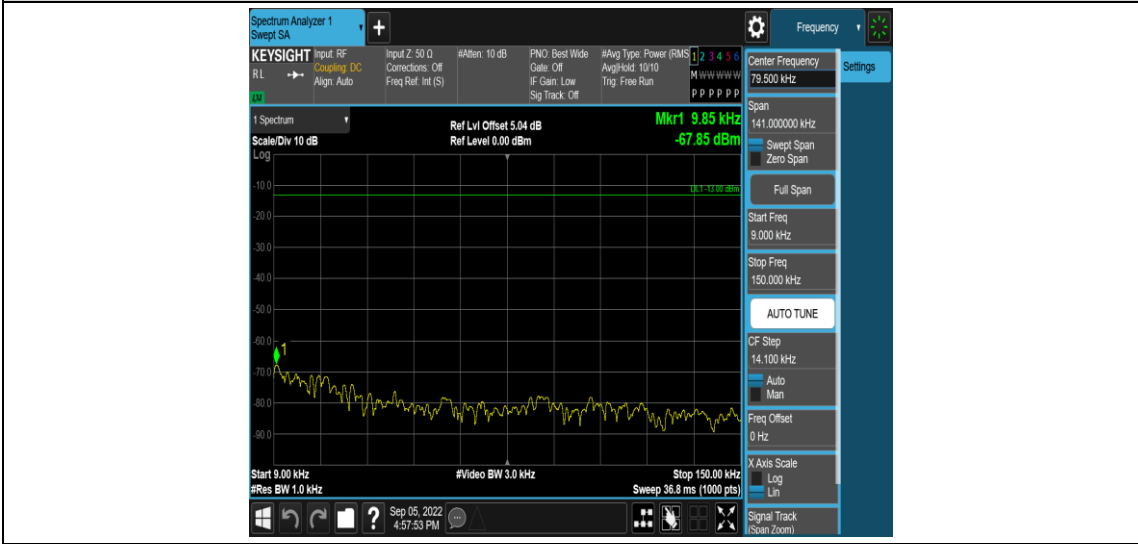 Spectrum Analyzer 1
Swept SA
Frequency
KEYSIGHT
RL
Input: RF
Coupling: DC
Align: Auto
Input Z: 50 Ω
Corrections: Off
Freq Ref: Int (S)
#Atten: 10 dB
PNO: Best Wide
Gate: Off
IF Gain: Low
Sig Track: Off
#Avg Type: Power (RMS
Avg|Hold: 10/10
Trig: Free Run
1 2 3 4 5 6
M W W W W W
P P P P P P
1 Spectrum
Scale/Div 10 dB
Log
Ref Lvl Offset 5.04 dB
Ref Level 0.00 dBm
Mkr1 9.85 kHz
-67.85 dBm
DL1 -13.00 dBm
-10.0
-20.0
-30.0
-40.0
-50.0
-60.0
1
-70.0
-80.0
-90.0
Start 9.00 kHz
#Res BW 1.0 kHz
#Video BW 3.0 kHz
Stop 150.00 kHz
Sweep 36.8 ms (1000 pts)
?
Sep 05, 2022
4:57:53 PM
Center Frequency
79.500 kHz
Settings
Span
141.000000 kHz
Swept Span
Zero Span
Full Span
Start Freq
9.000 kHz
Stop Freq
150.000 kHz
AUTO TUNE
CF Step
14.100 kHz
Auto
Man
Freq Offset
0 Hz
X Axis Scale
Log
Lin
Signal Track
(Span Zoom)